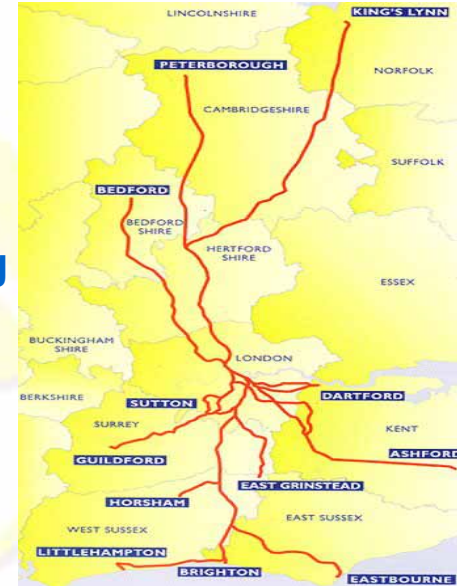 LINCOLNSHIRE
KING'S LYNN
PETERBOROUGH
NORFOLK
CAMBRIDGESHIRE
SUFFOLK
BEDFORD
BEDFORD
SHIRE
HERTFORD
SHIRE
ESSEX
BUCKINGHAM
SHIRE
LONDON
BERKSHIRE
SUTTON
DARTFORD
SURREY
KENT
GUILDFORD
ASHFORD
EAST GRINSTEAD
HORSHAM
WEST SUSSEX
EAST SUSSEX
LITTLEHAMPTON
BRIGHTON
EASTBOURNE